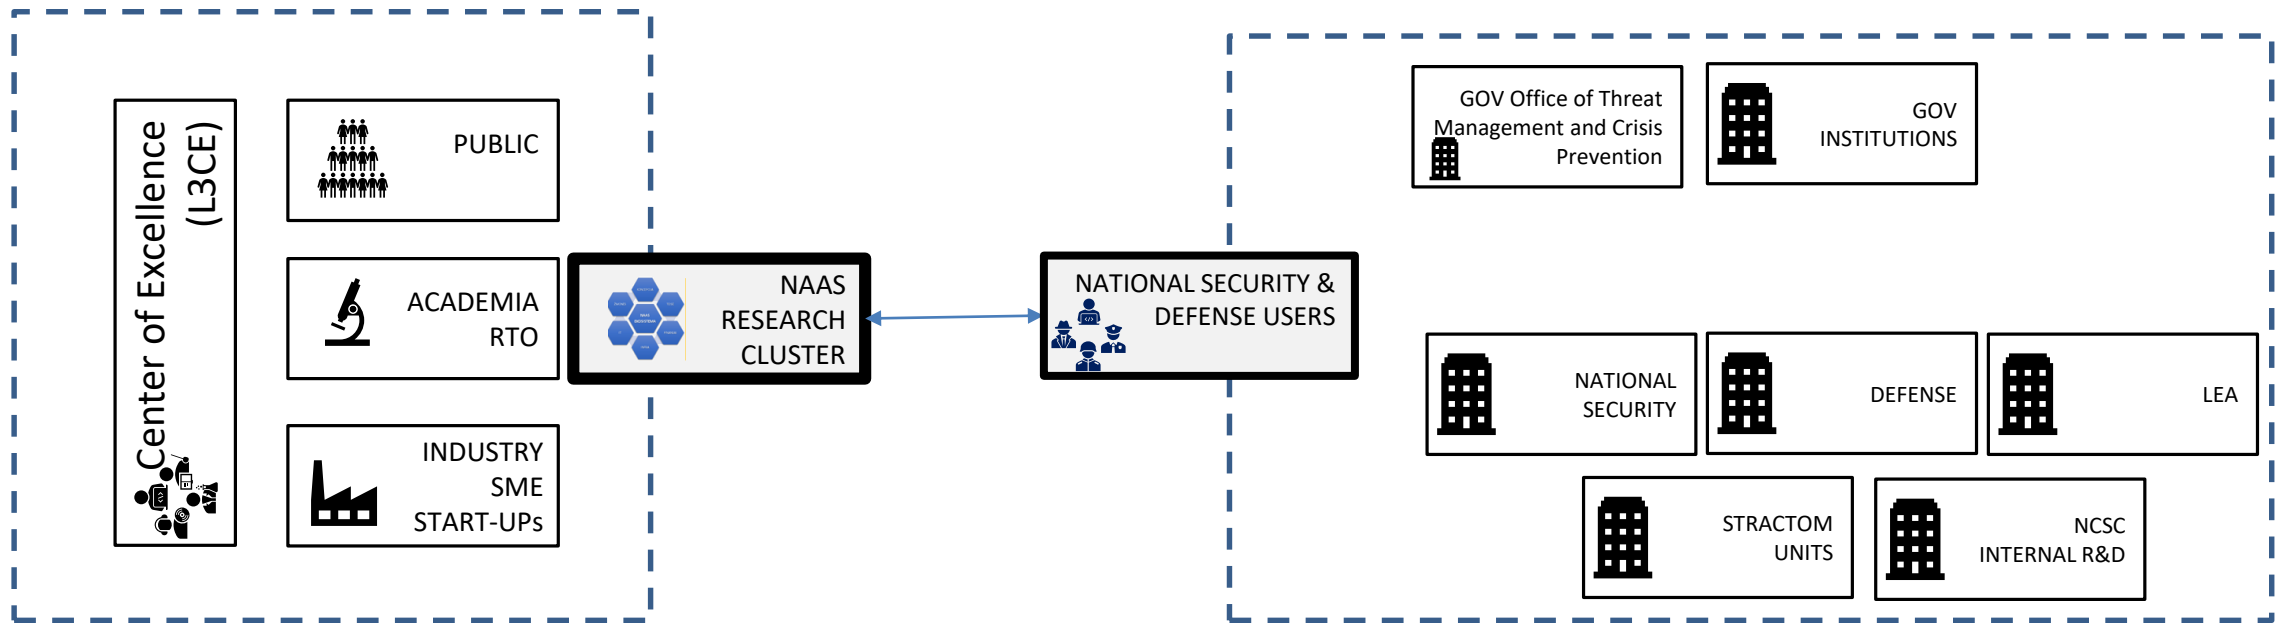 Center of Excellence
(L3CE)
PUBLIC
ACADEMIA
RTO
INDUSTRY
SME
START-UPs
NAAS
RESEARCH
CLUSTER
NATIONAL SECURITY &
DEFENSE USERS
GOV Office of Threat
Management and Crisis
Prevention
GOV
INSTITUTIONS
NATIONAL
SECURITY
DEFENSE
LEA
STRACTOM
UNITS
NCSC
INTERNAL R&D